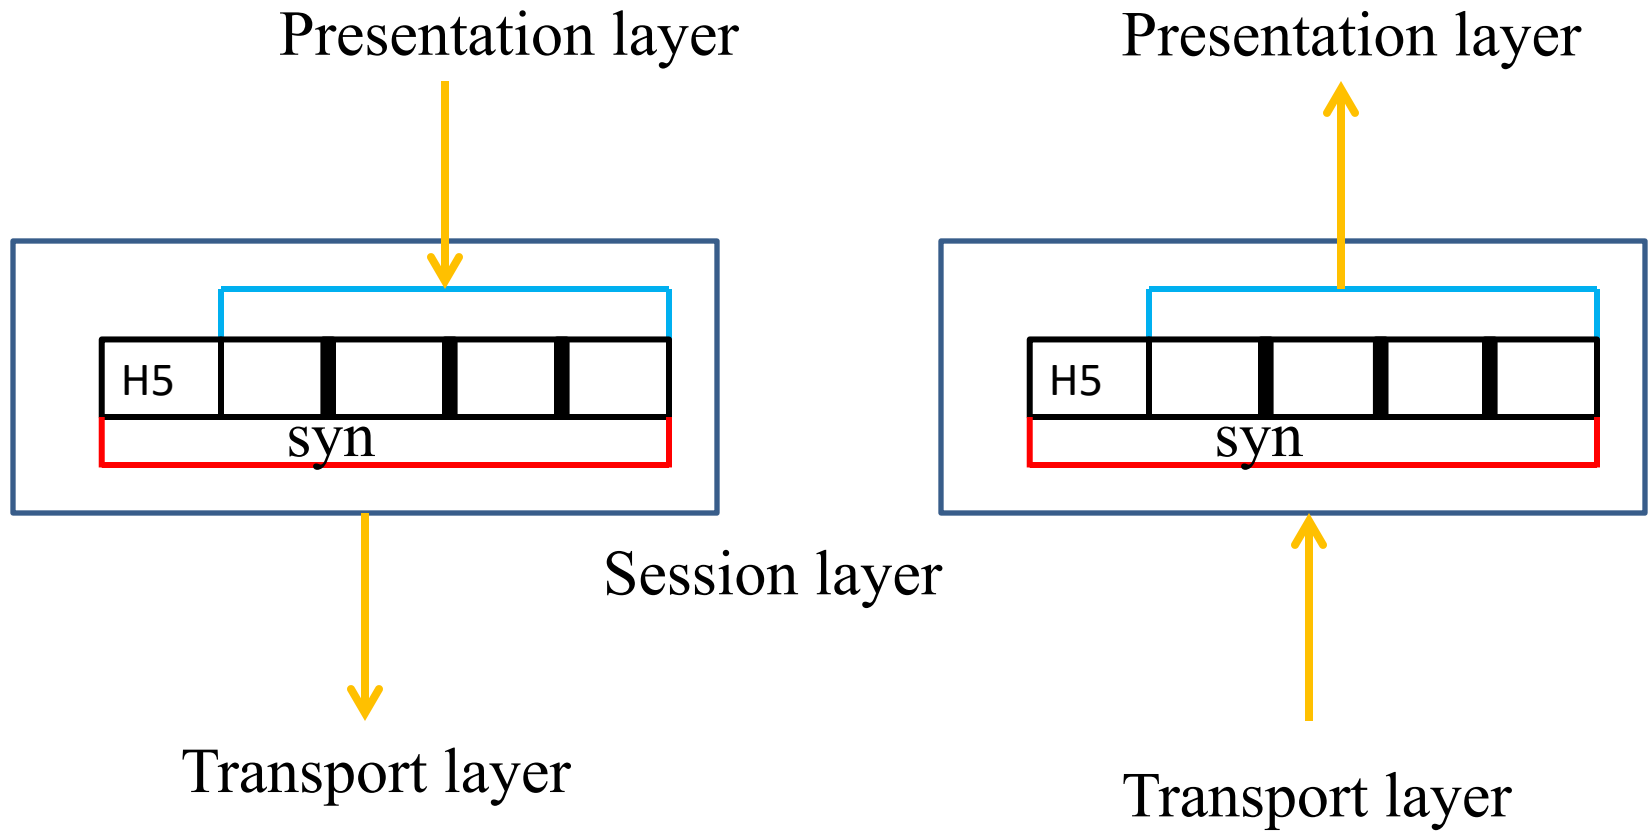 Presentation layer
Presentation layer
H5
syn
H5
syn
Session layer
Transport layer
Transport layer